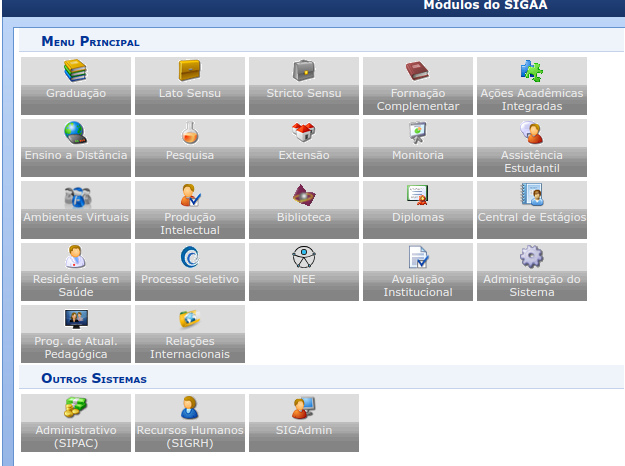 Módulos do SIGAA
Menu Principal
Graduação
Lato Sensu
Stricto Sensu
Formação
Complementar
Ações Acadêmicas
Integradas
Ensino a Distância
Pesquisa
Extensão
Monitoria
Assistência
Estudantil
Ambientes Virtuais
Produção
Intelectual
Biblioteca
Diplomas
Central de Estágios
Residências em
Saúde
Processo Seletivo
NEE
Avaliação
Institucional
Administração do
Sistema
Prog. de Atual.
Pedagógica
Relações
Internacionais
Outros Sistemas
Administrativo
(SIPAC)
Recursos Humanos
(SIGRH)
SIGAdmin